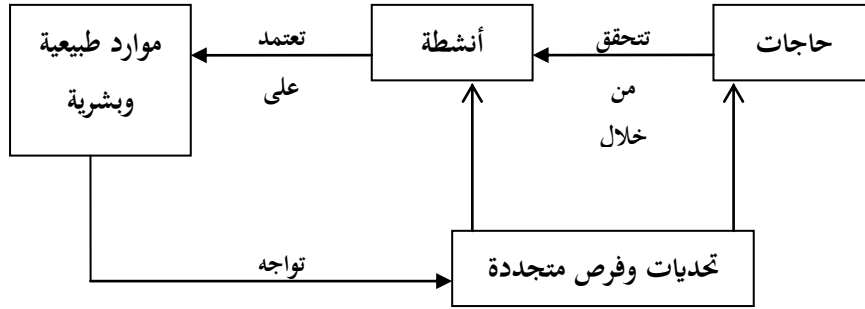 حاجات
تتحقق
من
خلال
أنشطة
تعتمد
على
موارد طبيعية
وبشرية
تواجه
تحديات وفرص متجددة